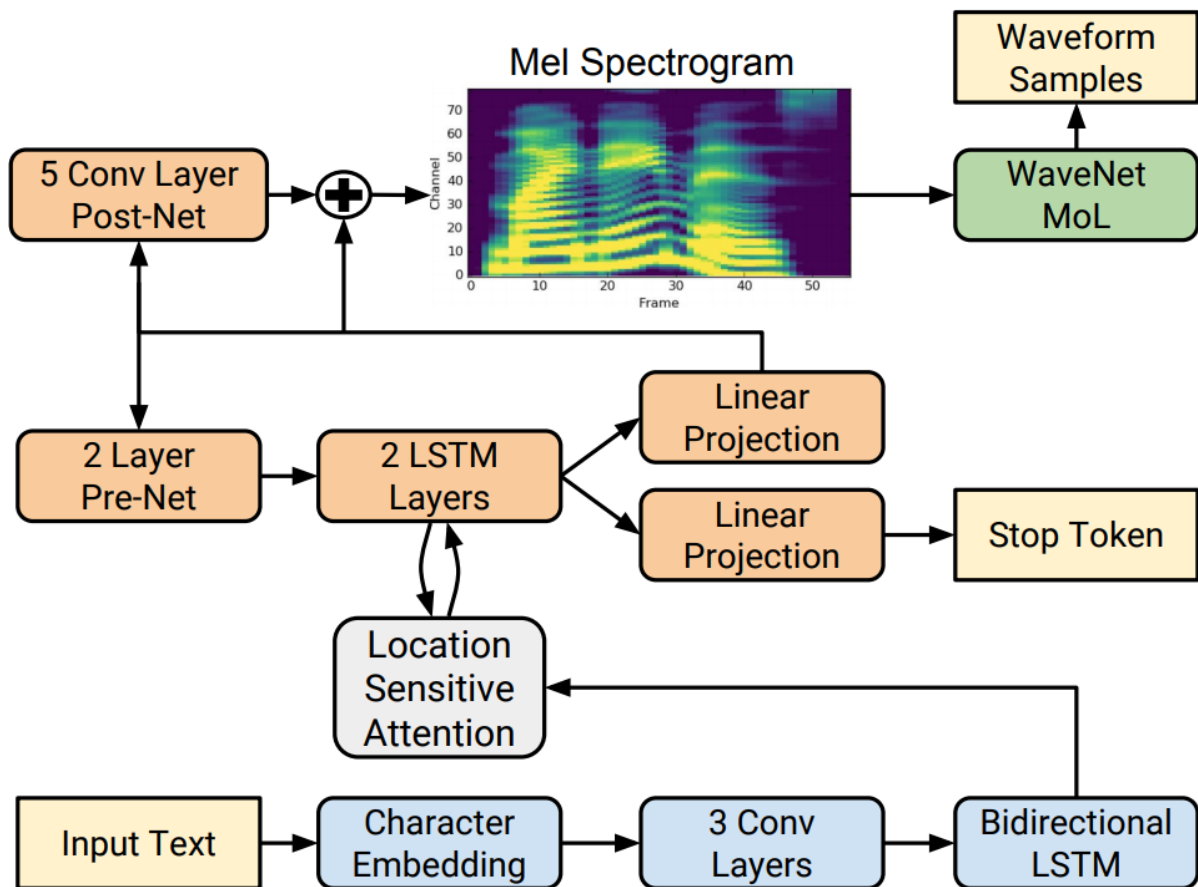 Mel Spectrogram
Waveform
Samples
5 Conv Layer
Post-Net
WaveNet
MoL
Channel
70
60
50
40
30
20
10
0
0 10 20 30 40 50
Frame
2 Layer
Pre-Net
2 LSTM
Layers
Linear
Projection
Linear
Projection
Stop Token
Location
Sensitive
Attention
Input Text
Character
Embedding
3 Conv
Layers
Bidirectional
LSTM